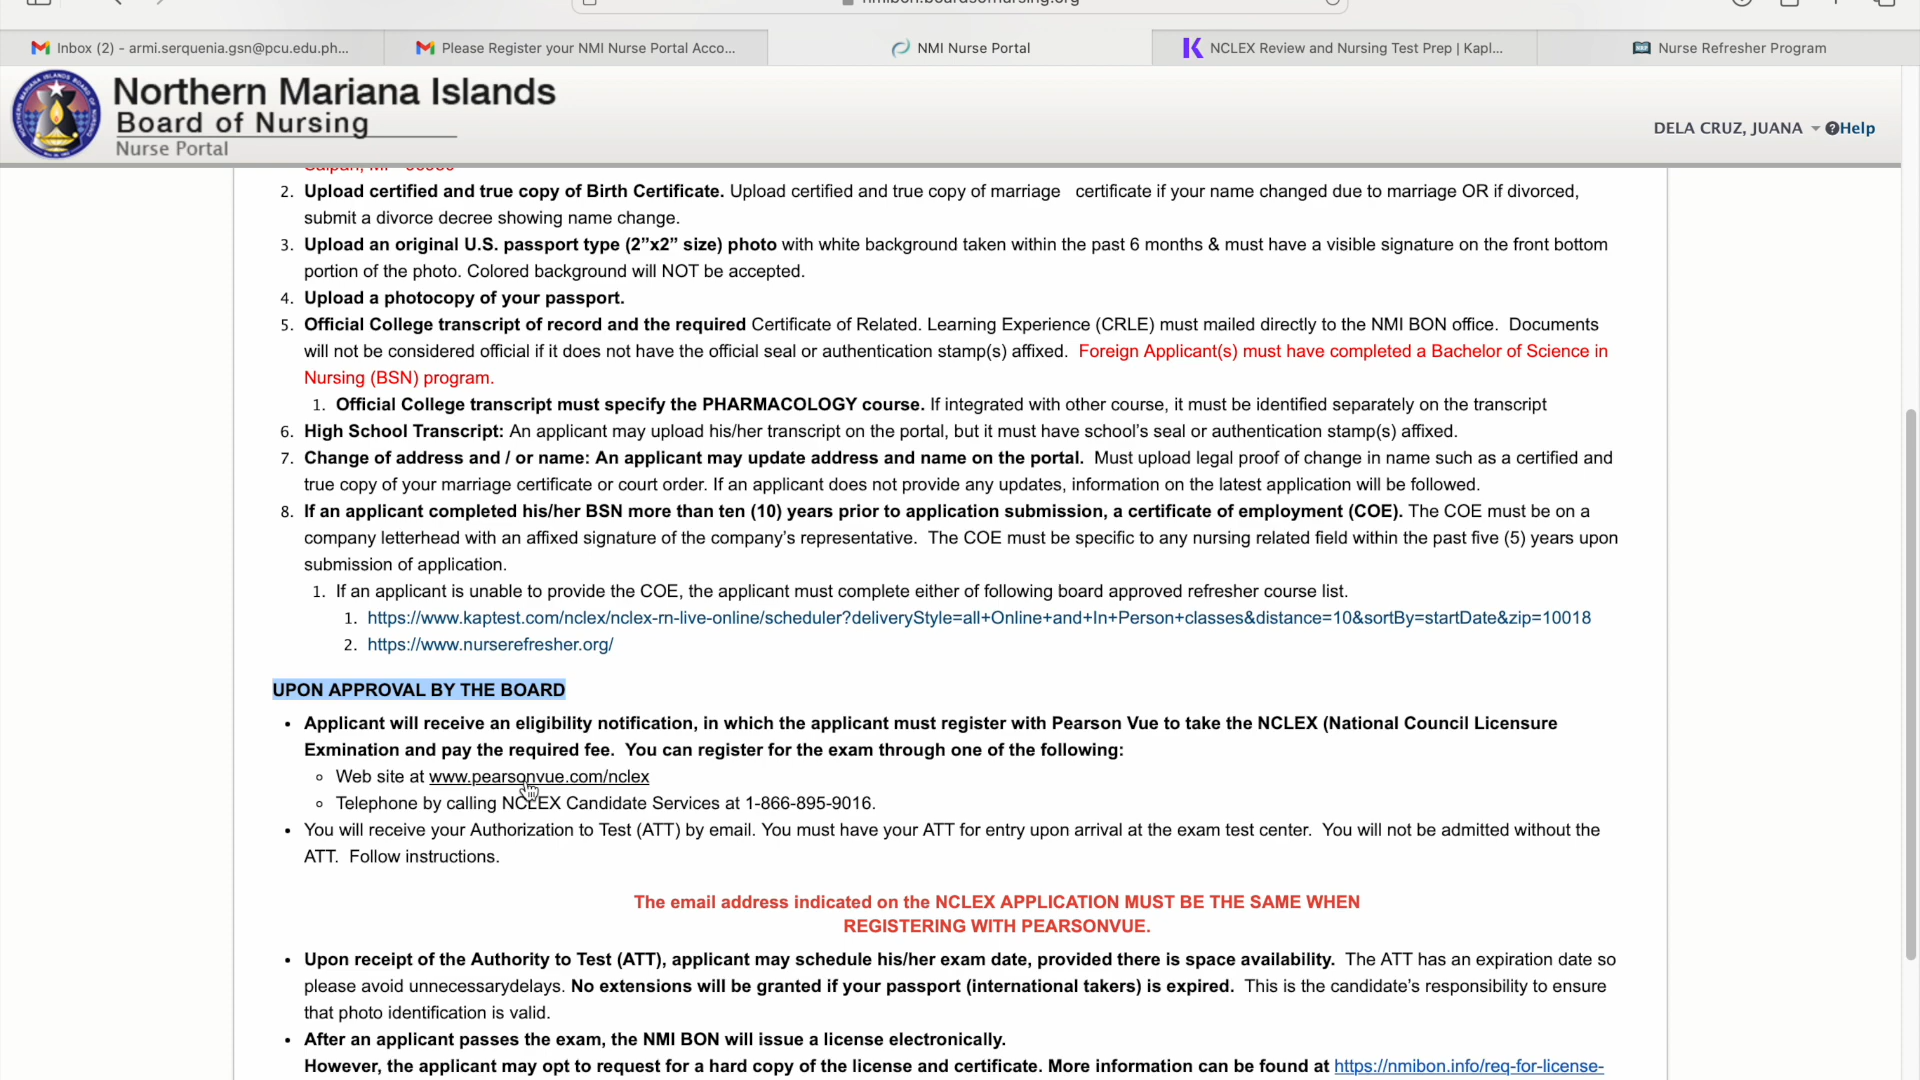 nmibon.boardsofnursing.org
Inbox (2) - armi.serquenia.gsn@pcu.edu.ph...
Please Register your NMI Nurse Portal Acco...
NMI Nurse Portal
NCLEX Review and Nursing Test Prep | Kapl...
Nurse Refresher Program
Northern Mariana Islands
Board of Nursing
Nurse Portal
DELA CRUZ, JUANA
Help
2. Upload certified and true copy of Birth Certificate. Upload certified and true copy of marriage certificate if your name changed due to marriage OR if divorced,
submit a divorce decree showing name change.
3. Upload an original U.S. passport type (2”x2” size) photo with white background taken within the past 6 months & must have a visible signature on the front bottom
portion of the photo. Colored background will NOT be accepted.
4. Upload a photocopy of your passport.
5. Official College transcript of record and the required Certificate of Related. Learning Experience (CRLE) must mailed directly to the NMI BON office. Documents
will not be considered official if it does not have the official seal or authentication stamp(s) affixed. Foreign Applicant(s) must have completed a Bachelor of Science in
Nursing (BSN) program.
1. Official College transcript must specify the PHARMACOLOGY course. If integrated with other course, it must be identified separately on the transcript
6. High School Transcript: An applicant may upload his/her transcript on the portal, but it must have school’s seal or authentication stamp(s) affixed.
7. Change of address and / or name: An applicant may update address and name on the portal. Must upload legal proof of change in name such as a certified and
true copy of your marriage certificate or court order. If an applicant does not provide any updates, information on the latest application will be followed.
8. If an applicant completed his/her BSN more than ten (10) years prior to application submission, a certificate of employment (COE). The COE must be on a
company letterhead with an affixed signature of the company’s representative. The COE must be specific to any nursing related field within the past five (5) years upon
submission of application.
1. If an applicant is unable to provide the COE, the applicant must complete either of following board approved refresher course list.
1. https://www.kaptest.com/nclex/nclex-rn-live-online/scheduler?deliveryStyle=all+Online+and+In+Person+classes&distance=10&sortBy=startDate&zip=10018
2. https://www.nurserefresher.org/
UPON APPROVAL BY THE BOARD
• Applicant will receive an eligibility notification, in which the applicant must register with Pearson Vue to take the NCLEX (National Council Licensure
Exmination and pay the required fee. You can register for the exam through one of the following:
Web site at www.pearsonvue.com/nclex
Telephone by calling NCLEX Candidate Services at 1-866-895-9016.
• You will receive your Authorization to Test (ATT) by email. You must have your ATT for entry upon arrival at the exam test center. You will not be admitted without the
ATT. Follow instructions.
The email address indicated on the NCLEX APPLICATION MUST BE THE SAME WHEN
REGISTERING WITH PEARSONVUE.
• Upon receipt of the Authority to Test (ATT), applicant may schedule his/her exam date, provided there is space availability. The ATT has an expiration date so
please avoid unnecessarydelays. No extensions will be granted if your passport (international takers) is expired. This is the candidate’s responsibility to ensure
that photo identification is valid.
• After an applicant passes the exam, the NMI BON will issue a license electronically.
However, the applicant may opt to request for a hard copy of the license and certificate. More information can be found at https://nmibon.info/req-for-license-